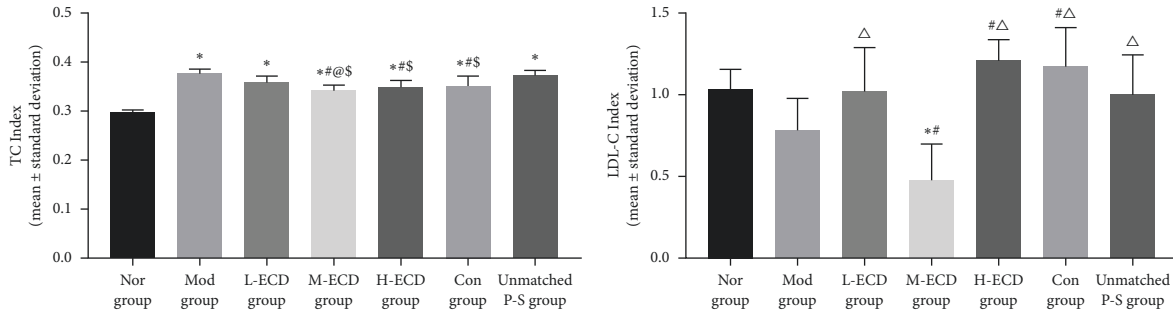 TC Index
(mean ± standard deviation)
0.5
0.4
0.3
0.2
0.1
0.0
*
*
*#@$
*#$
*#$
*
Nor
group
Mod
group
L-ECD
group
M-ECD
group
H-ECD
group
Con
group
Unmatched
P-S group
LDL-C Index
(mean ± standard deviation)
1.5
1.0
0.5
0.0
△
*#
#△
#△
△
Nor
group
Mod
group
L-ECD
group
M-ECD
group
H-ECD
group
Con
group
Unmatched
P-S group